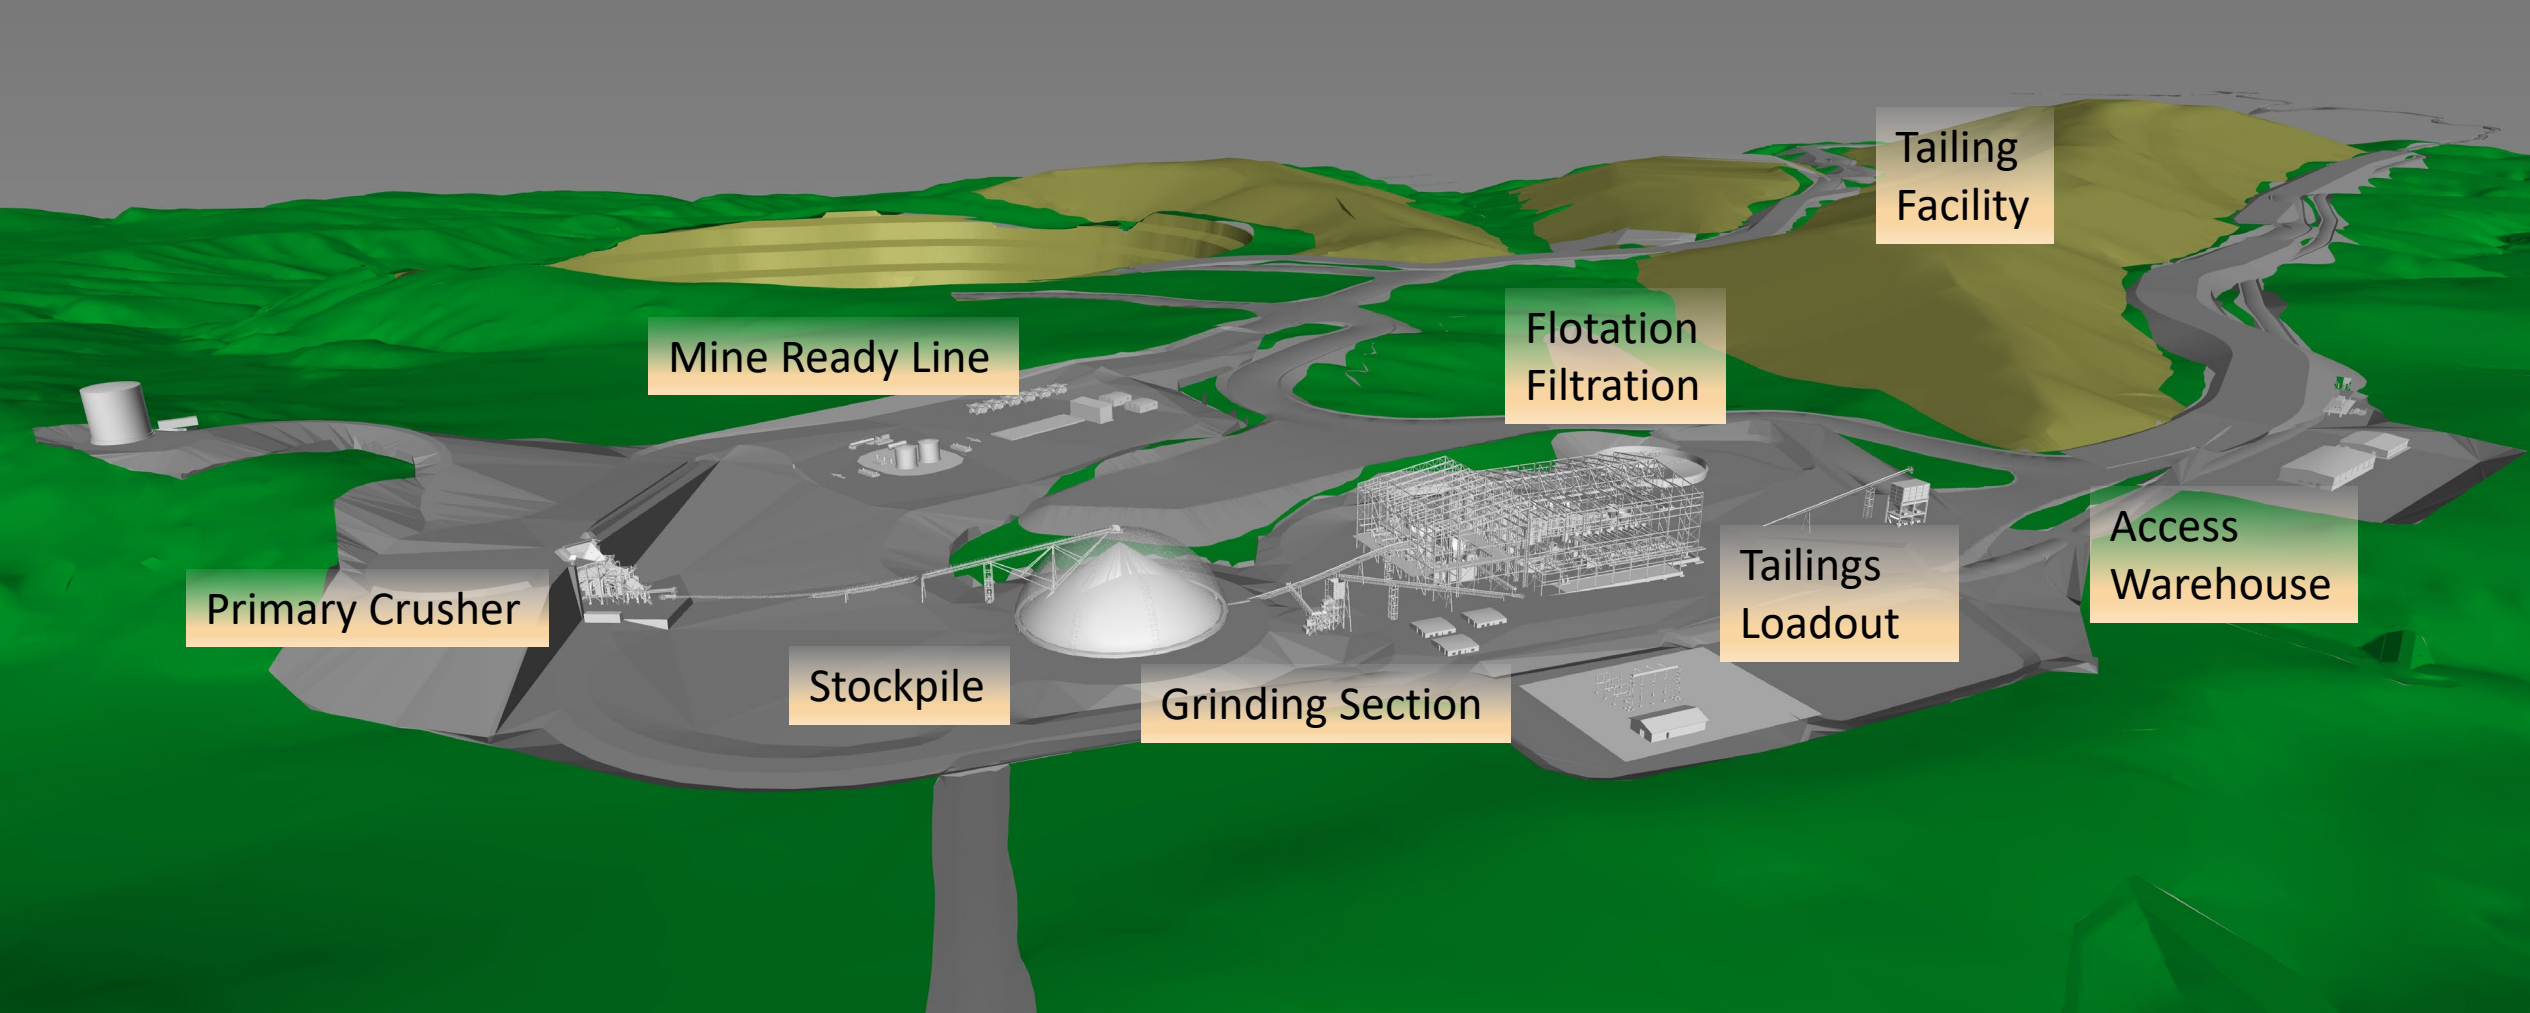 Tailing
Facility
Mine Ready Line
Flotation
Filtration
Primary Crusher
Stockpile
Grinding Section
Tailings
Loadout
Access
Warehouse